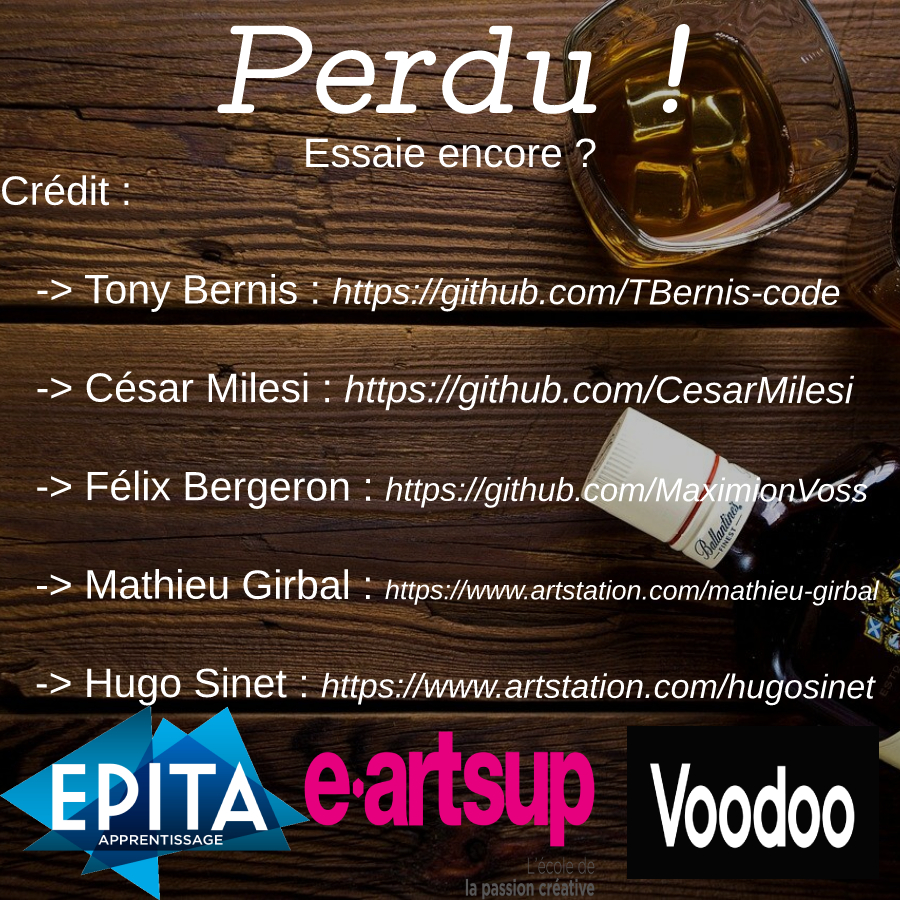 Perdu !
Essaie encore ?
Crédit :
-> Tony Bernis : https://github.com/TBernis-code
-> César Milesi : https://github.com/CesarMilesi
-> Félix Bergeron : https://github.com/MaximionVoss
Ballantine's
FINEST
-> Mathieu Girbal : https://www.artstation.com/mathieu-girbal
-> Hugo Sinet : https://www.artstation.com/hugosinet
EPITA
APPRENTISSAGE
e·artsup
L'école de
la passion créative
Voodoo